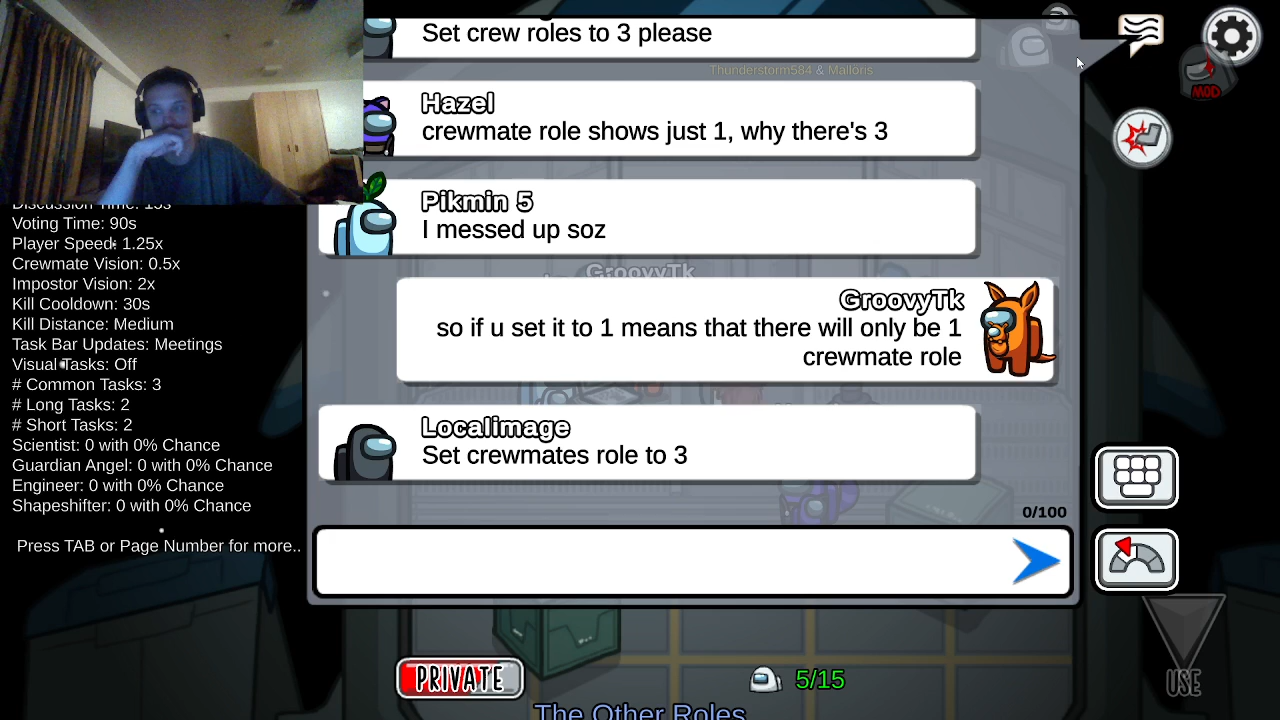 Set crew roles to 3 please
Thunderstorm584 & Malloris
Hazel
crewmate role shows just 1, why there's 3
Pikmin 5
I messed up soz
GroovyTk
GroovyTk
so if u set it to 1 means that there will only be 1
crewmate role
Localimage
Set crewmates role to 3
0/100
MOD
Discussion Time: 15s
Voting Time: 90s
Player Speed: 1.25x
Crewmate Vision: 0.5x
Impostor Vision: 2x
Kill Cooldown: 30s
Kill Distance: Medium
Task Bar Updates: Meetings
Visual Tasks: Off
# Common Tasks: 3
# Long Tasks: 2
# Short Tasks: 2
Scientist: 0 with 0% Chance
Guardian Angel: 0 with 0% Chance
Engineer: 0 with 0% Chance
Shapeshifter: 0 with 0% Chance
Press TAB or Page Number for more..
PRIVATE
5/15
USE
The Other Roles